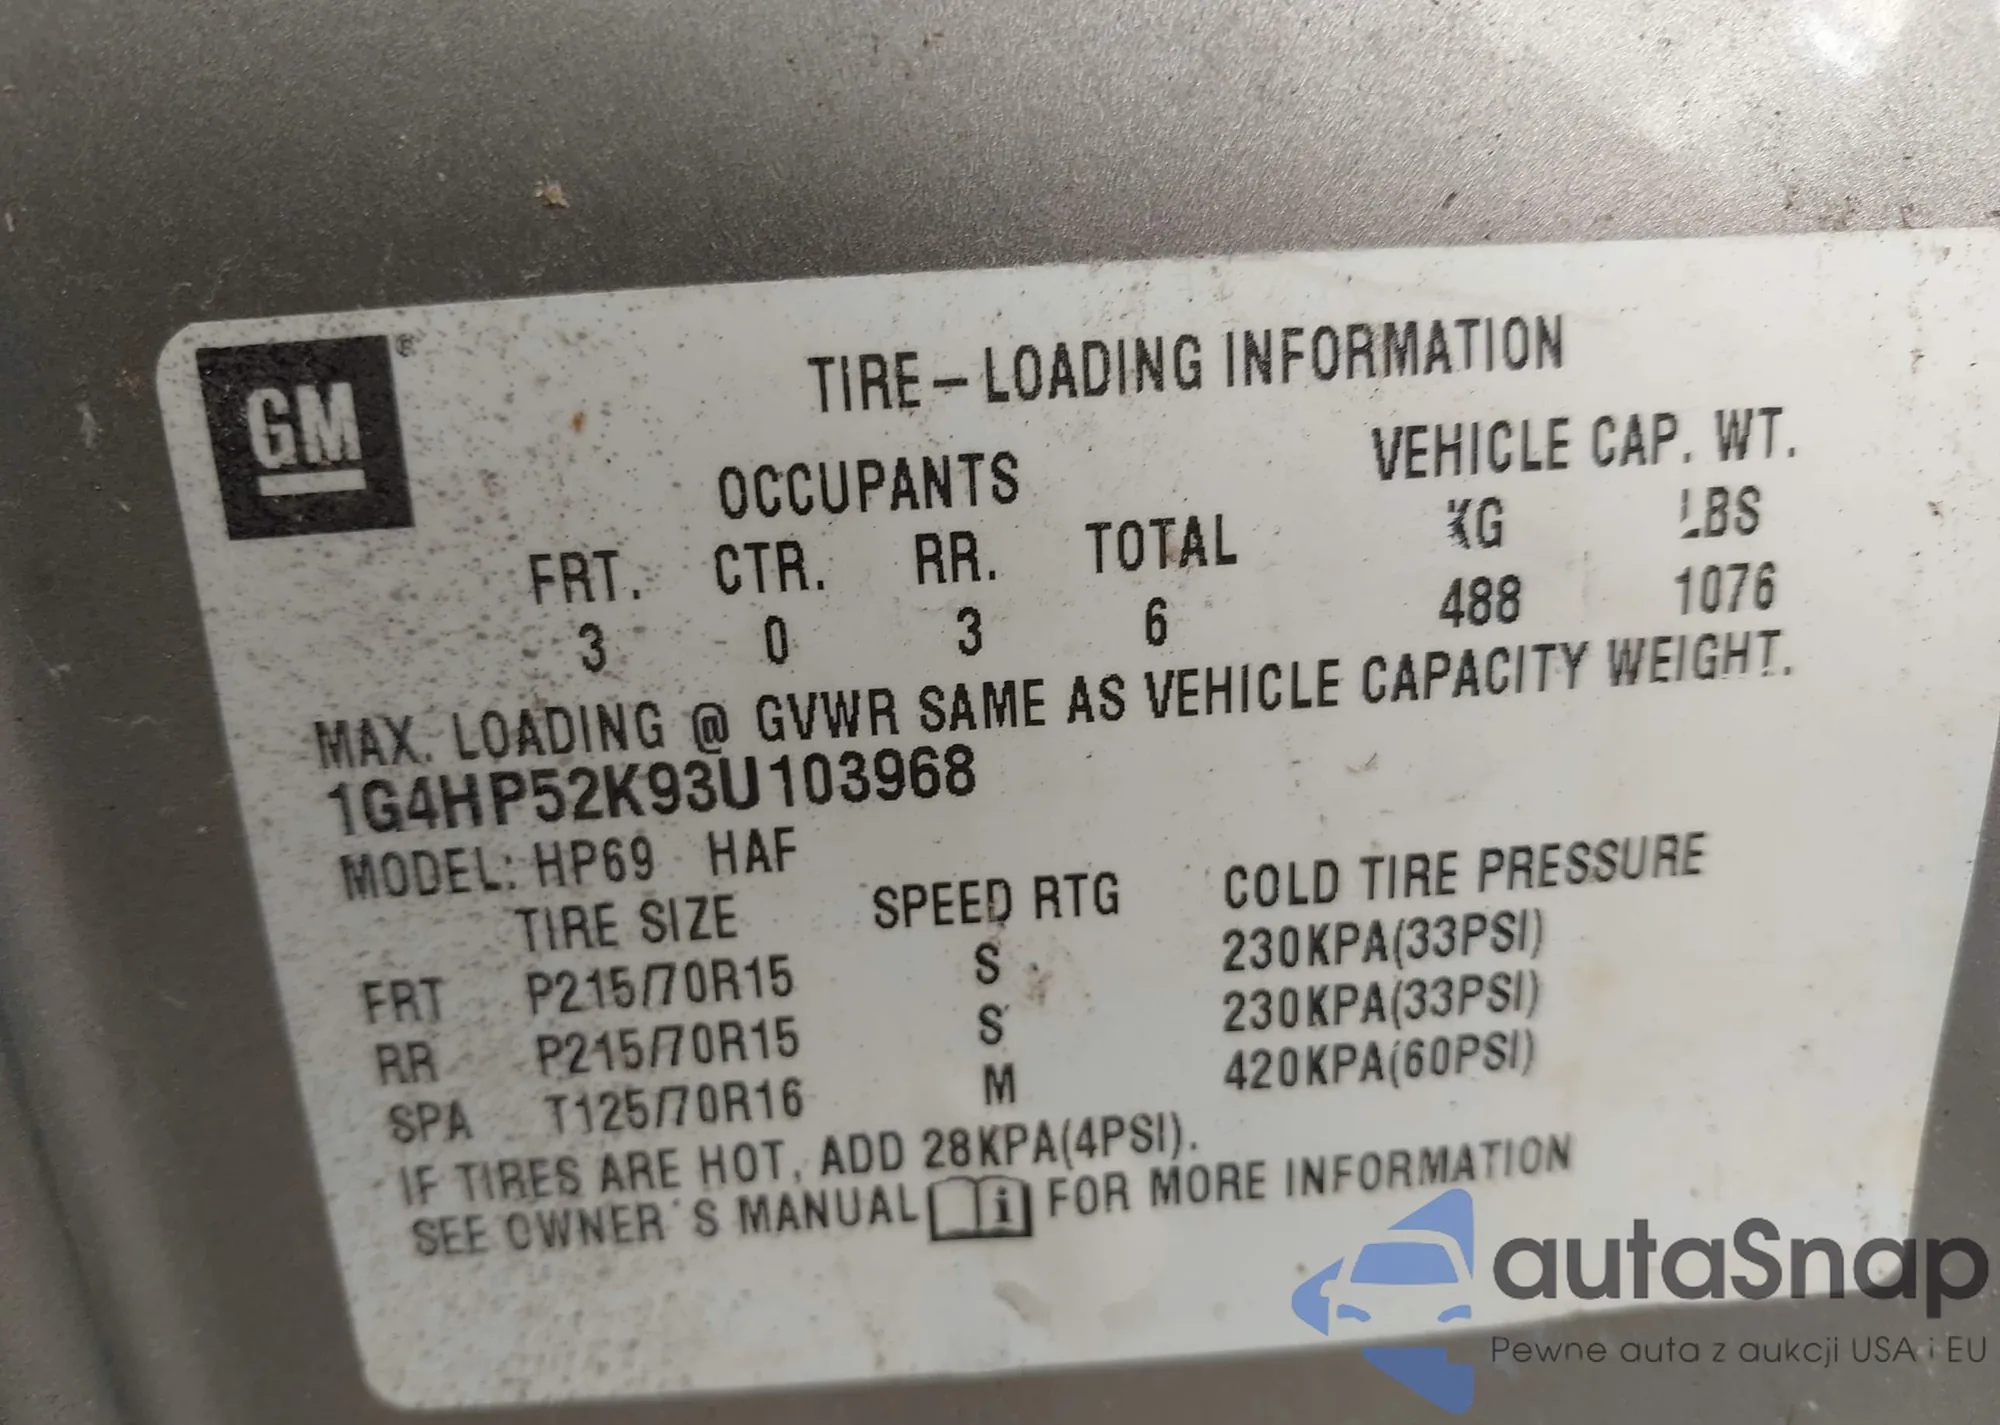 GM ®
TIRE – LOADING INFORMATION
OCCUPANTS VEHICLE CAP. WT.
FRT. CTR. RR. TOTAL KG LBS
3 0 3 6 488 1076
MAX. LOADING @ GVWR SAME AS VEHICLE CAPACITY WEIGHT.
1G4HP52K93U103968
MODEL: HP69 HAF
TIRE SIZE SPEED RTG COLD TIRE PRESSURE
FRT P215/70R15 S 230KPA(33PSI)
RR P215/70R15 S 230KPA(33PSI)
SPA T125/70R16 M 420KPA(60PSI)
IF TIRES ARE HOT, ADD 28KPA(4PSI).
SEE OWNER'S MANUAL i FOR MORE INFORMATION
autaSnap
Pewne auta z aukcji USA i EU